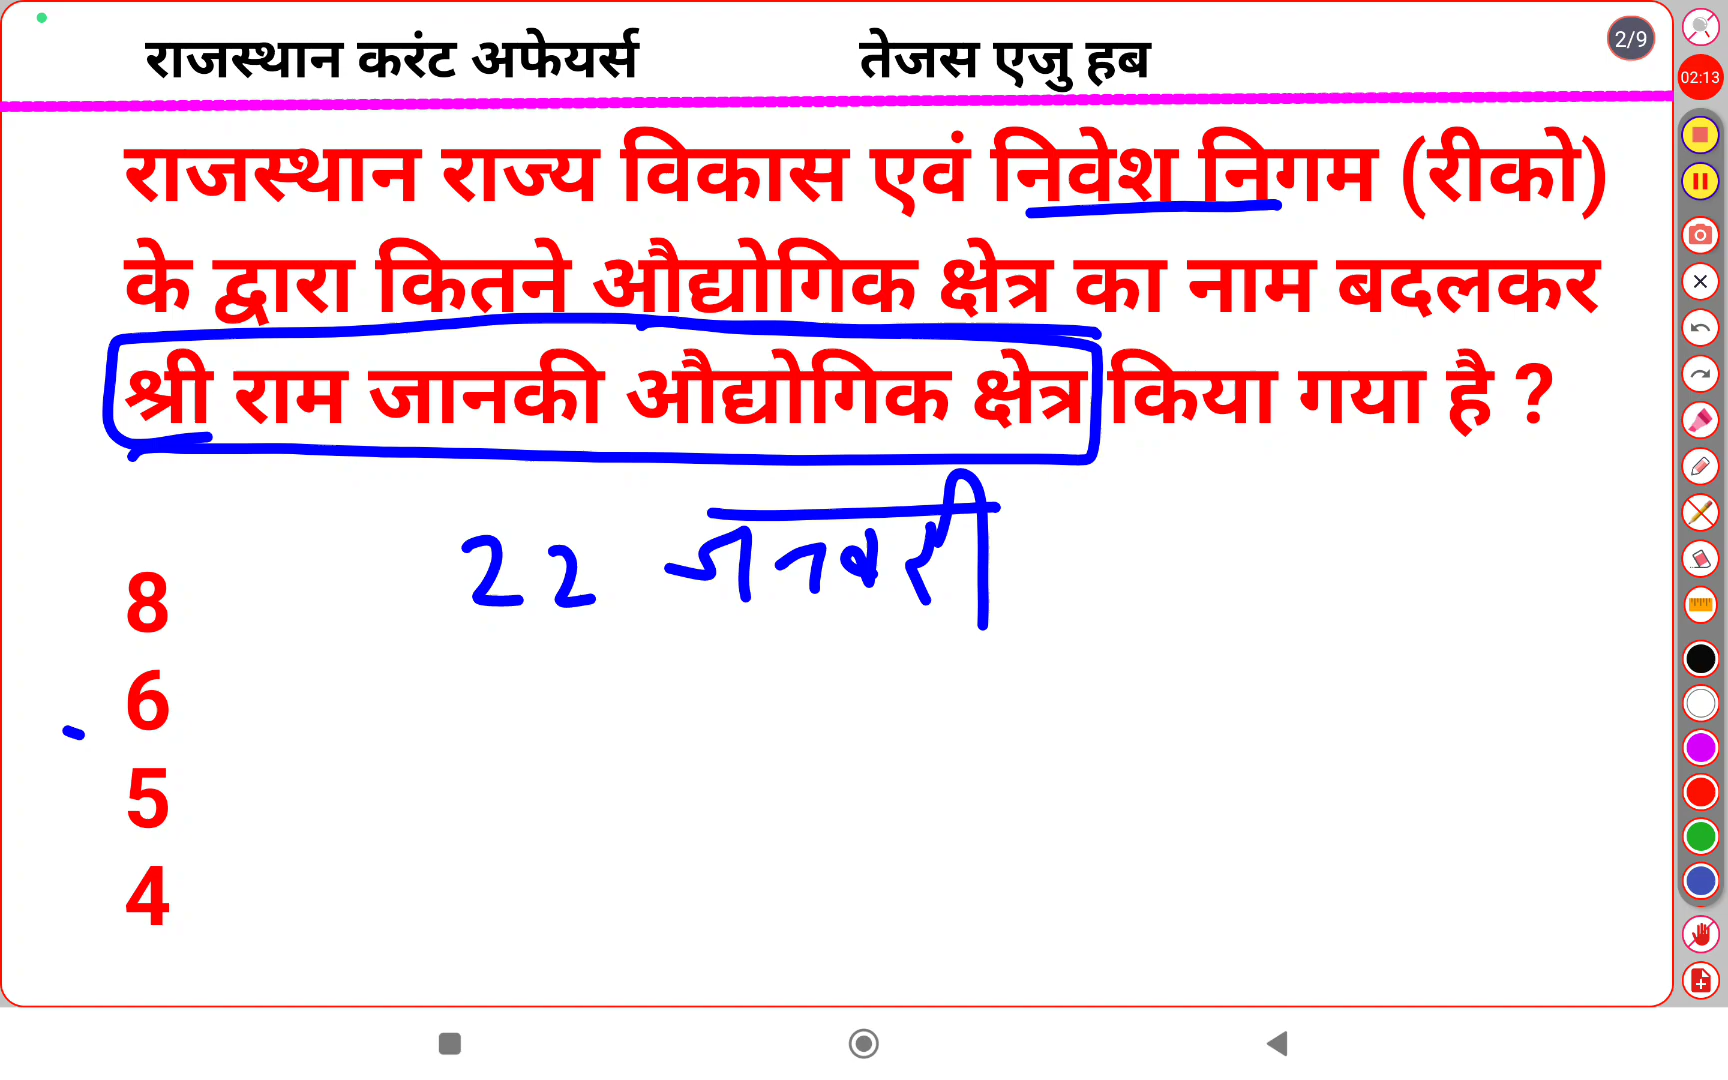 राजस्थान करंट अफेयर्स तेजस एजु हब
2/9
02:13
राजस्थान राज्य विकास एवं निवेश निगम (रीको)
के द्वारा कितने औद्योगिक क्षेत्र का नाम बदलकर
श्री राम जानकी औद्योगिक क्षेत्र किया गया है ?
22 जनवरी
8
6
5
4